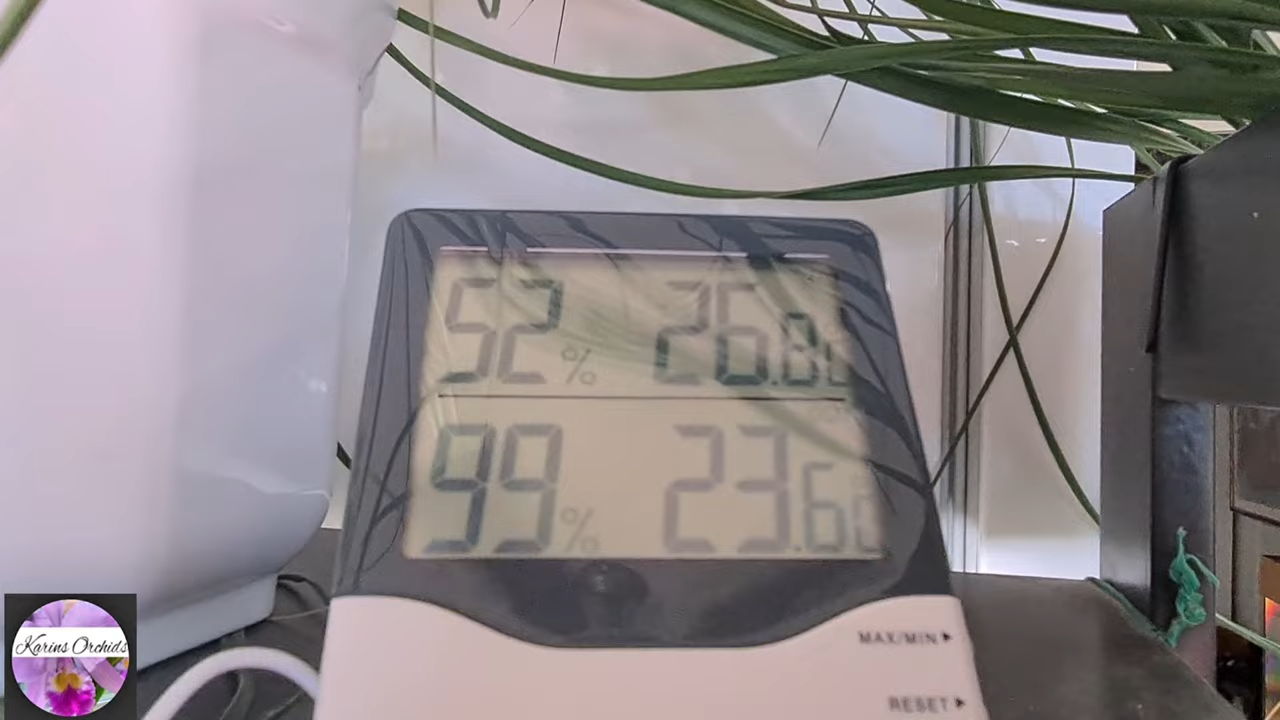 52% 26.8
99% 23.6
MAX/MIN▶
RESET▶
Karins Orchids